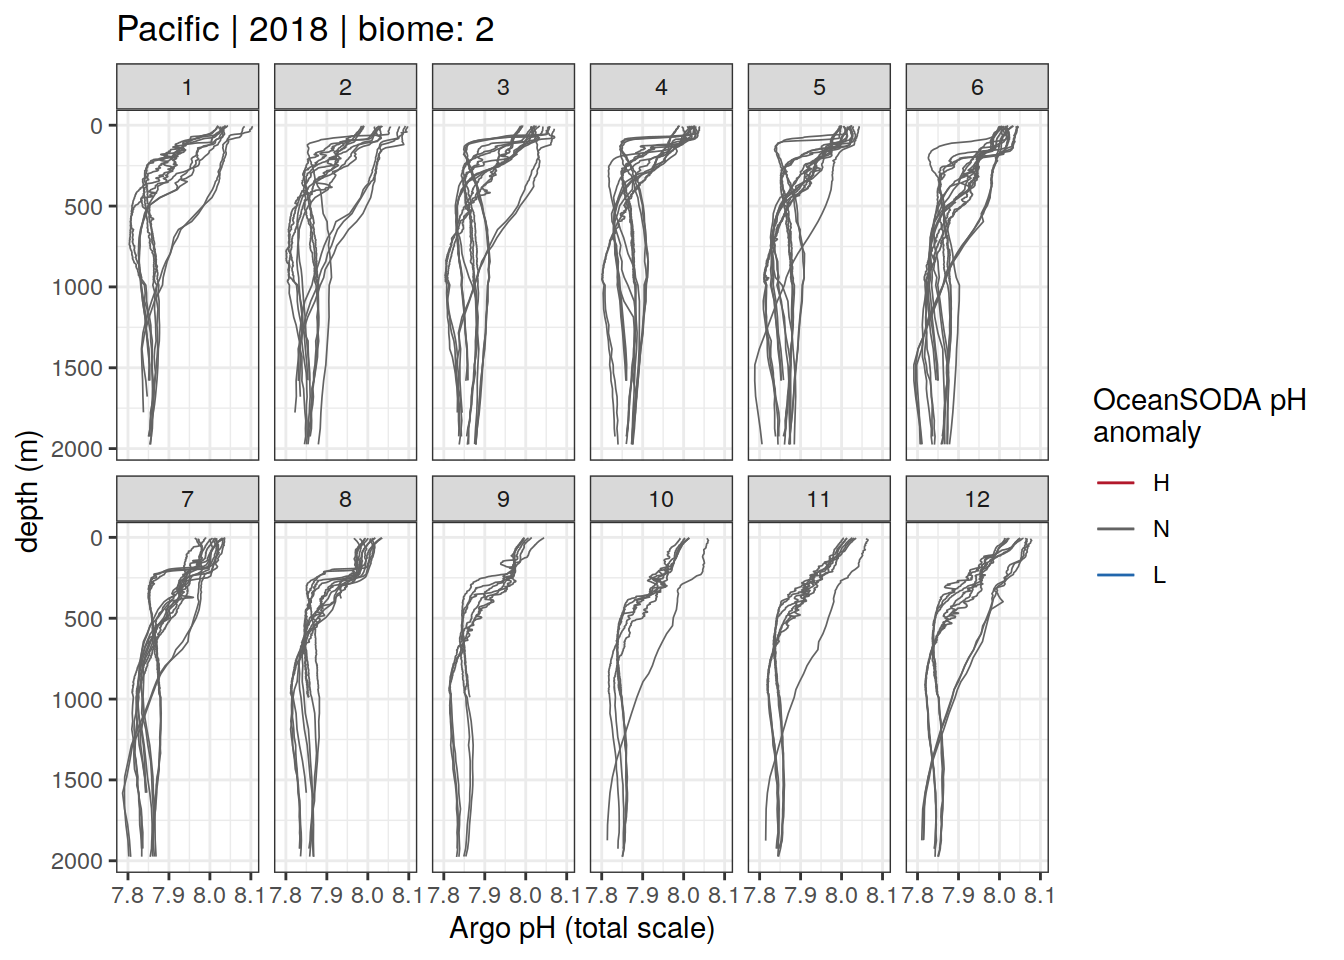 Pacific | 2018 | biome: 2
1 2 3 4 5 6
0
500
1000
1500
2000
7 8 9 10 11 12
0
500
1000
1500
2000
7.8 7.9 8.0 8.1 7.8 7.9 8.0 8.1 7.8 7.9 8.0 8.1 7.8 7.9 8.0 8.1 7.8 7.9 8.0 8.1 7.8 7.9 8.0 8.1
Argo pH (total scale)
depth (m)
OceanSODA pH
anomaly
H
N
L